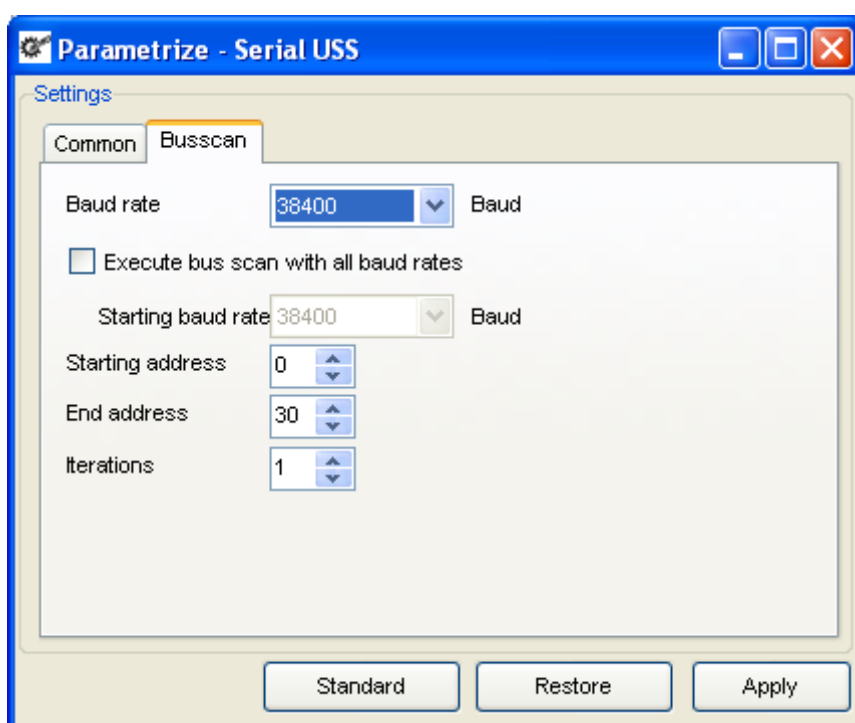 Parametrize - Serial USS
Settings
Common Busscan
Baud rate 38400 Baud
Execute bus scan with all baud rates
Starting baud rate 38400 Baud
Starting address 0
End address 30
Iterations 1
Standard Restore Apply